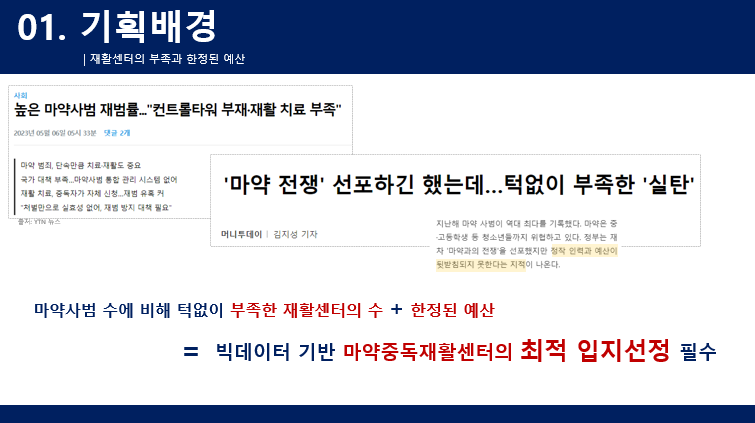 01. 기획배경
| 재활센터의 부족과 한정된 예산
사회
높은 마약사범 재범률..."컨트롤타워 부재·재활 치료 부족"
2023년 05월 06일 05시 33분 댓글 2개
마약 범죄, 단속만큼 치료·재활도 중요
국가 대책 부족...마약사범 통합 관리 시스템 없어
재활 치료, 중독자가 자체 신청...재범 유혹 커
"처벌만으로 실효성 없어, 재범 방지 대책 필요"
출처: YTN 뉴스
'마약 전쟁' 선포하긴 했는데...턱없이 부족한 '실탄'
머니투데이 | 김지성 기자
지난해 마약 사범이 역대 최다를 기록했다. 마약은 중
·고등학생 등 청소년들까지 위협하고 있다. 정부는 재
차 '마약과의 전쟁'을 선포했지만 정작 인력과 예산이
뒷받침되지 못한다는 지적이 나온다.
마약사범 수에 비해 턱없이 부족한 재활센터의 수 + 한정된 예산
= 빅데이터 기반 마약중독재활센터의 최적 입지선정 필수